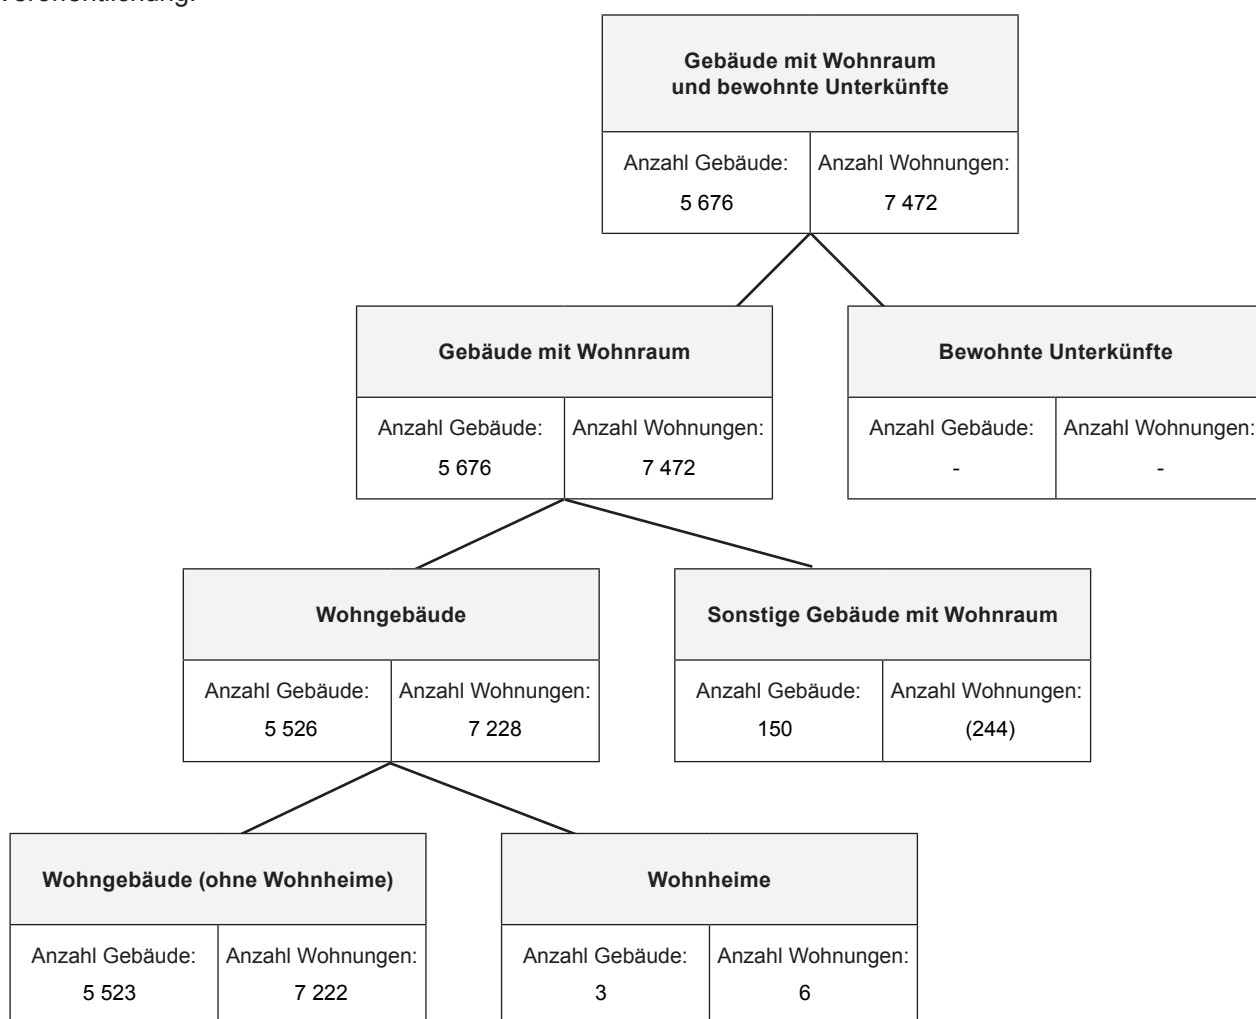 Veröffentlichung.
Gebäude mit Wohnraum
und bewohnte Unterkünfte
Anzahl Gebäude: Anzahl Wohnungen:
5 676 7 472
Gebäude mit Wohnraum
Anzahl Gebäude: Anzahl Wohnungen:
5 676 7 472
Bewohnte Unterkünfte
Anzahl Gebäude: Anzahl Wohnungen:
- -
Wohngebäude
Anzahl Gebäude: Anzahl Wohnungen:
5 526 7 228
Sonstige Gebäude mit Wohnraum
Anzahl Gebäude: Anzahl Wohnungen:
150 (244)
Wohngebäude (ohne Wohnheime)
Anzahl Gebäude: Anzahl Wohnungen:
5 523 7 222
Wohnheime
Anzahl Gebäude: Anzahl Wohnungen:
3 6